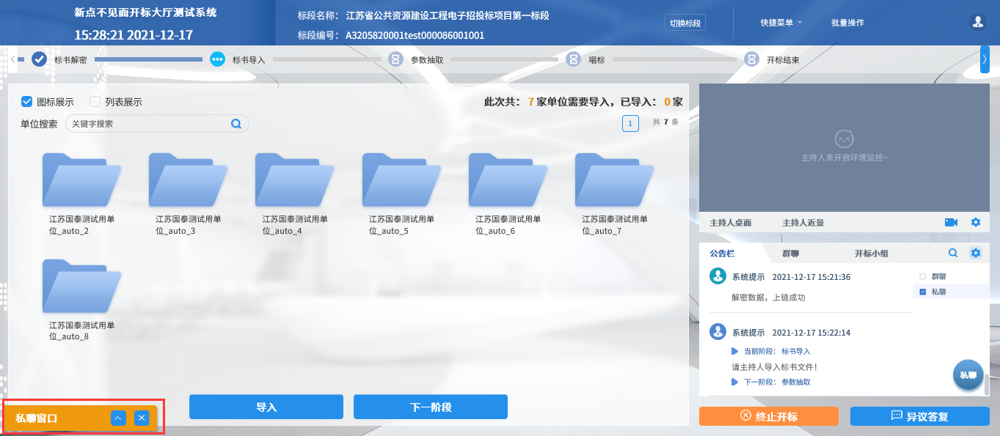 新点不见面开标大厅测试系统
15:28:21 2021-12-17
标段名称： 江苏省公共资源建设工程电子招投标项目第一标段
标段编号： A3205820001test000086001001
切换标段
快捷菜单
批量操作
标书解密
标书导入
参数抽取
唱标
开标结束
图标展示
列表展示
此次共： 7 家单位需要导入，已导入： 0 家
单位搜索
关键字搜索
1
共 7 条
江苏国泰测试用单
位_auto_2
江苏国泰测试用单
位_auto_3
江苏国泰测试用单
位_auto_4
江苏国泰测试用单
位_auto_5
江苏国泰测试用单
位_auto_6
江苏国泰测试用单
位_auto_7
江苏国泰测试用单
位_auto_8
导入
下一阶段
私聊窗口
主持人未开启环境监控~
主持人桌面
主持人近景
公告栏
群聊
开标小组
系统提示 2021-12-17 15:21:36
解密数据，上链成功
群聊
私聊
系统提示 2021-12-17 15:22:14
当前阶段： 标书导入
请主持人导入标书文件！
下一阶段： 参数抽取
私聊
终止开标
异议答复